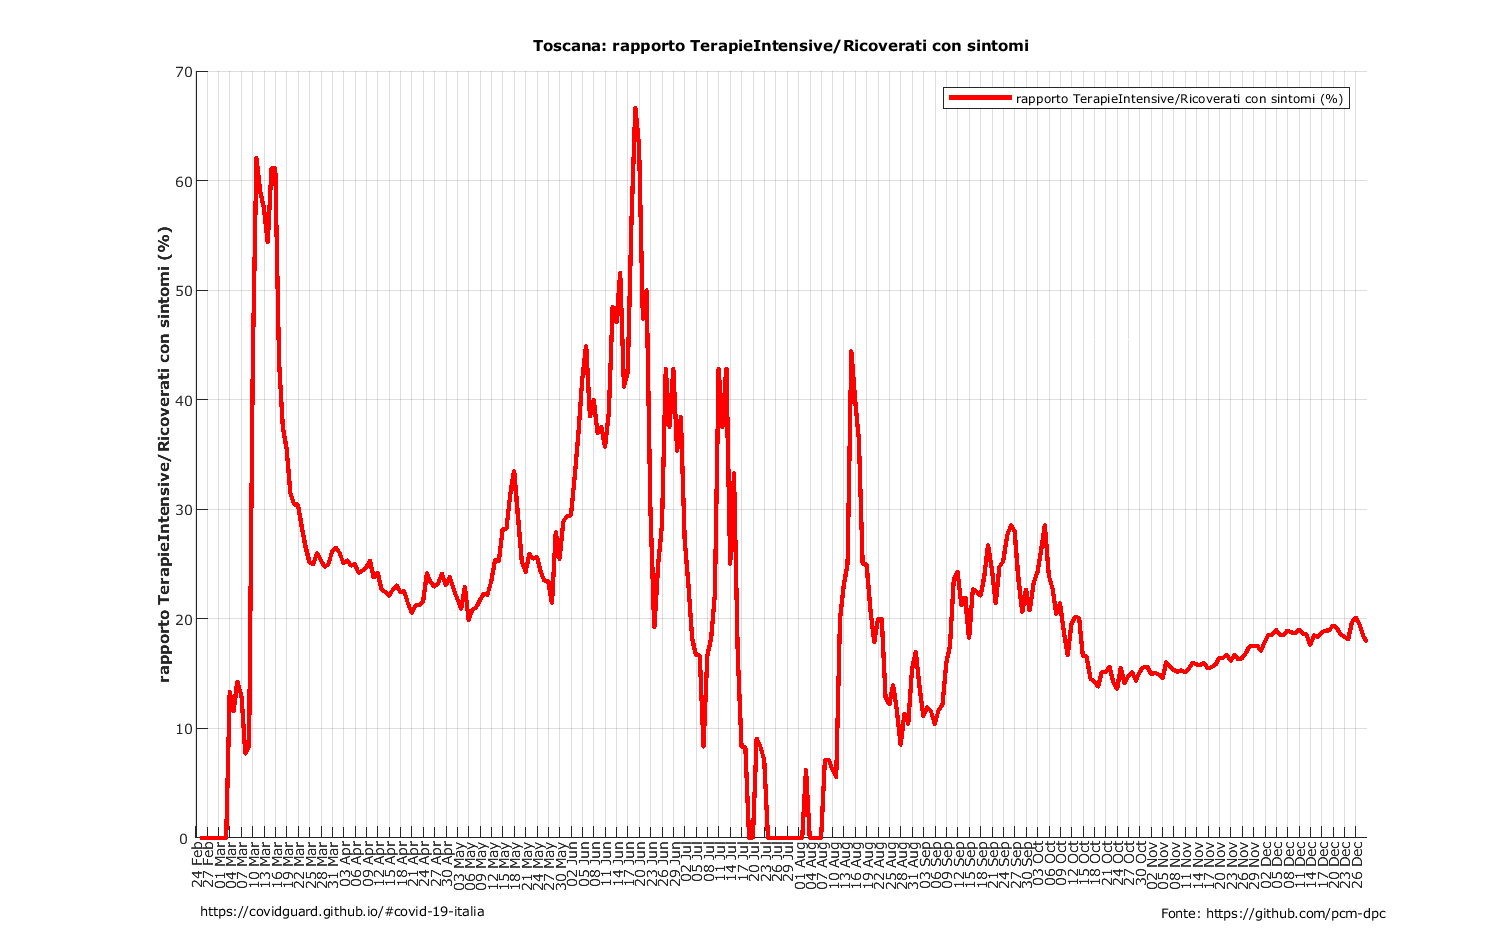 Toscana: rapporto TerapieIntensive/Ricoverati con sintomi
rapporto TerapieIntensive/Ricoverati con sintomi (%)
rapporto TerapieIntensive/Ricoverati con sintomi (%)
70
60
50
40
30
20
10
0
24 Feb
27 Feb
01 Mar
04 Mar
07 Mar
10 Mar
13 Mar
16 Mar
19 Mar
22 Mar
25 Mar
28 Mar
31 Mar
03 Apr
06 Apr
09 Apr
12 Apr
15 Apr
18 Apr
21 Apr
24 Apr
27 Apr
30 Apr
03 May
06 May
09 May
12 May
15 May
18 May
21 May
24 May
27 May
30 May
02 Jun
05 Jun
08 Jun
11 Jun
14 Jun
17 Jun
20 Jun
23 Jun
26 Jun
29 Jun
02 Jul
05 Jul
08 Jul
11 Jul
14 Jul
17 Jul
20 Jul
23 Jul
26 Jul
29 Jul
01 Aug
04 Aug
07 Aug
10 Aug
13 Aug
16 Aug
19 Aug
22 Aug
25 Aug
28 Aug
31 Aug
03 Sep
06 Sep
09 Sep
12 Sep
15 Sep
18 Sep
21 Sep
24 Sep
27 Sep
30 Sep
03 Oct
06 Oct
09 Oct
12 Oct
15 Oct
18 Oct
21 Oct
24 Oct
27 Oct
30 Oct
02 Nov
05 Nov
08 Nov
11 Nov
14 Nov
17 Nov
20 Nov
23 Nov
26 Nov
29 Nov
02 Dec
05 Dec
08 Dec
11 Dec
14 Dec
17 Dec
20 Dec
23 Dec
26 Dec
https://covidguard.github.io/#covid-19-italia
Fonte: https://github.com/pcm-dpc